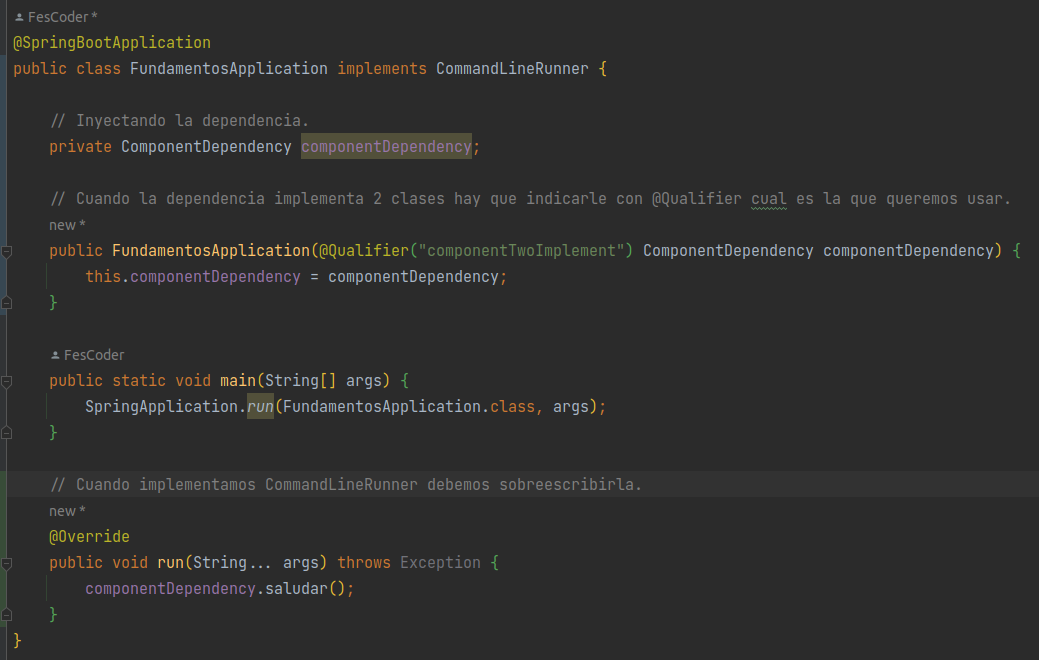 FesCoder *
@SpringBootApplication
public class FundamentosApplication implements CommandLineRunner {
// Inyectando la dependencia.
private ComponentDependency componentDependency;
// Cuando la dependencia implementa 2 clases hay que indicarle con @Qualifier cual es la que queremos usar.
new *
public FundamentosApplication(@Qualifier("componentTwoImplement") ComponentDependency componentDependency) {
this.componentDependency = componentDependency;
}
FesCoder
public static void main(String[] args) {
SpringApplication.run(FundamentosApplication.class, args);
}
// Cuando implementamos CommandLineRunner debemos sobreescribirla.
new *
@Override
public void run(String... args) throws Exception {
componentDependency.saludar();
}
}